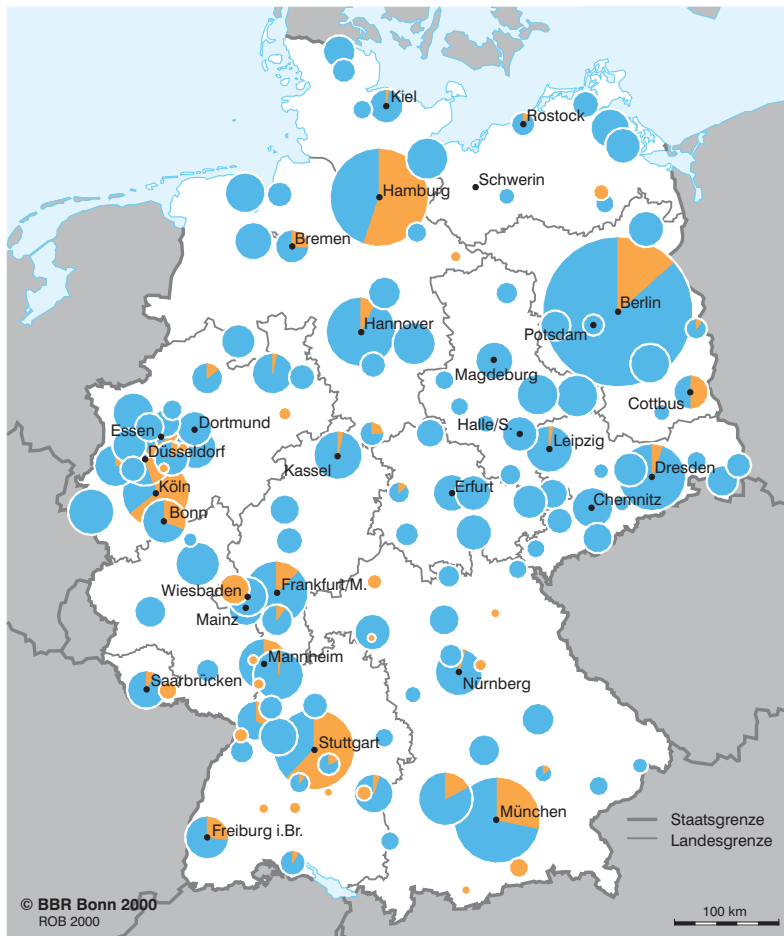 Kiel
Rostock
Hamburg
Schwerin
Bremen
Berlin
Hannover
Potsdam
Magdeburg
Cottbus
Essen
Dortmund
Halle/S.
Leipzig
Düsseldorf
Kassel
Dresden
Köln
Erfurt
Chemnitz
Bonn
Wiesbaden
Frankfurt/M.
Mainz
Mannheim
Saarbrücken
Nürnberg
Stuttgart
München
Staatsgrenze
Landesgrenze
Freiburg i.Br.
© BBR Bonn 2000
ROB 2000
100 km